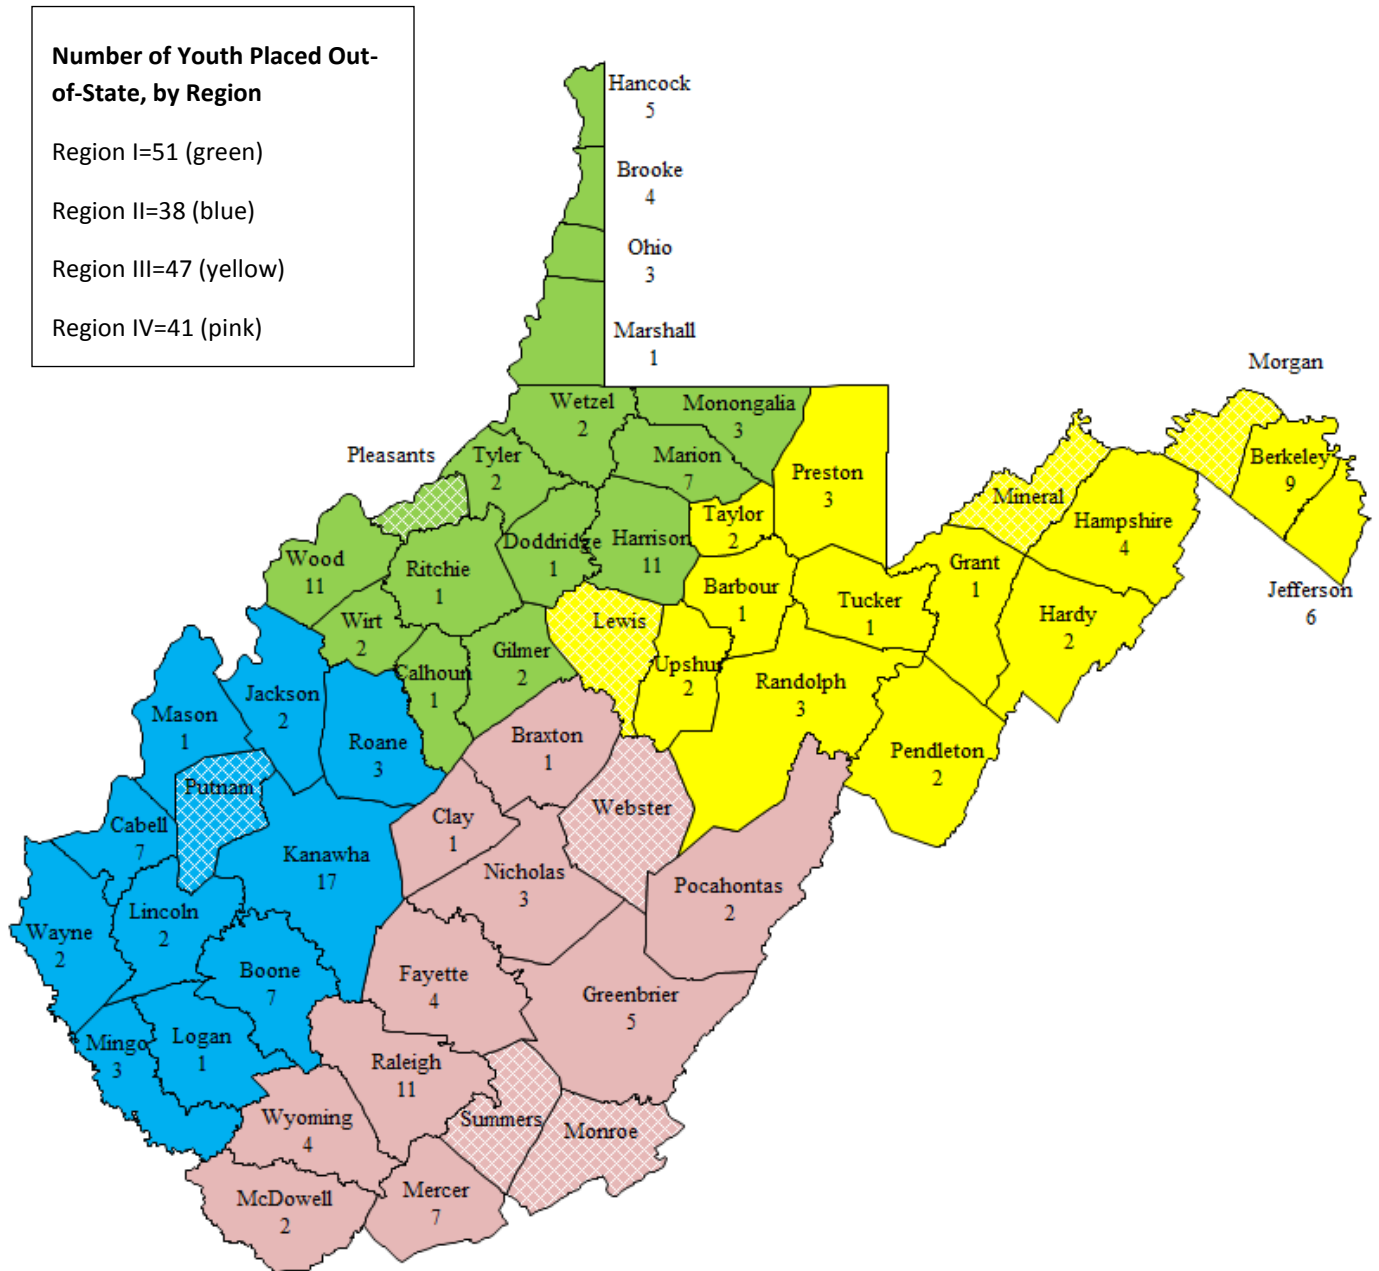 Number of Youth Placed Out-
of-State, by Region
Region I=51 (green)
Region II=38 (blue)
Region III=47 (yellow)
Region IV=41 (pink)
Hancock
5
Brooke
4
Ohio
3
Marshall
1
Morgan
Wetzel
2
Monongalia
3
Pleasants
Tyler
2
Marion
7
Preston
3
Berkeley
9
Mineral
Hampshire
4
Taylor
2
Wood
11
Ritchie
1
Doddridge
1
Harrison
11
Grant
1
Jefferson
6
Barbour
1
Tucker
1
Hardy
2
Wirt
2
Lewis
Gilmer
2
Calhoun
1
Upshur
2
Randolph
3
Jackson
2
Mason
1
Roane
3
Braxton
1
Pendleton
2
Putnam
Webster
Cabell
7
Clay
1
Kanawha
17
Nicholas
3
Pocahontas
2
Lincoln
2
Wayne
2
Boone
7
Fayette
4
Greenbrier
5
Mingo
3
Logan
1
Raleigh
11
Wyoming
4
Summers
Monroe
McDowell
2
Mercer
7